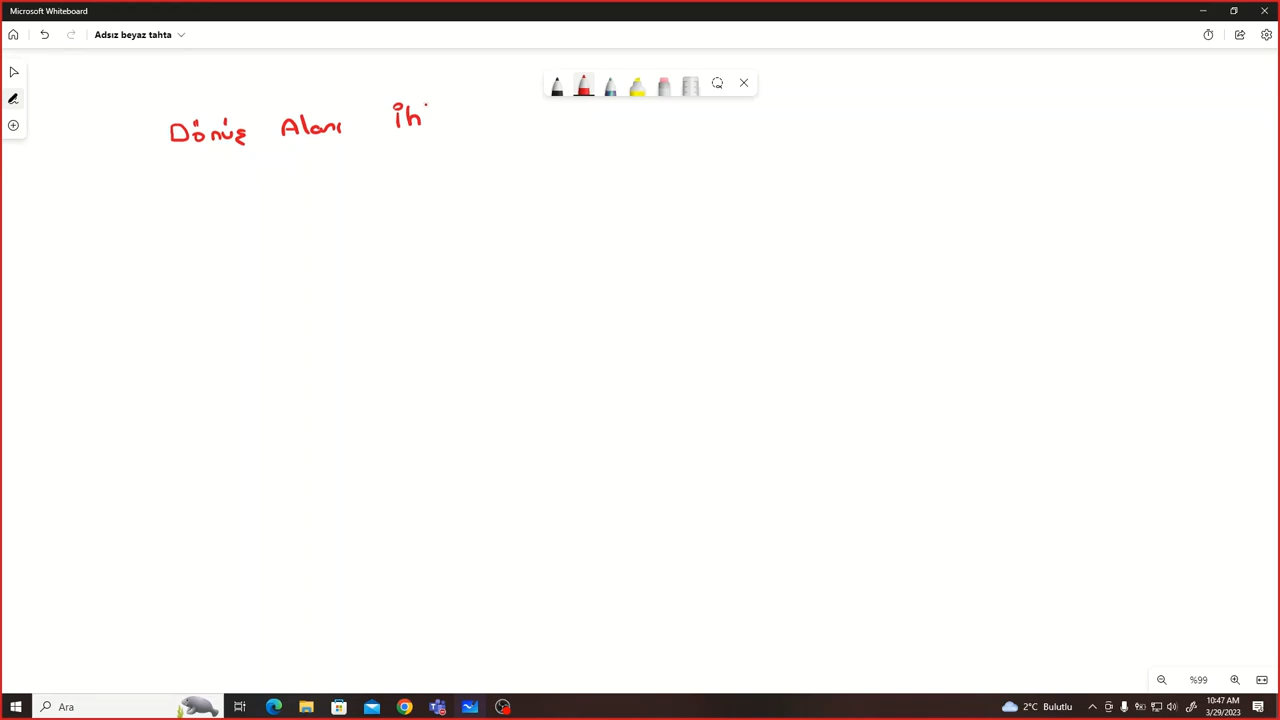 Microsoft Whiteboard
Adsız beyaz tahta
Dönüş Alanı İh
%99
Ara
2°C Bulutlu
10:47 AM
3/29/2023